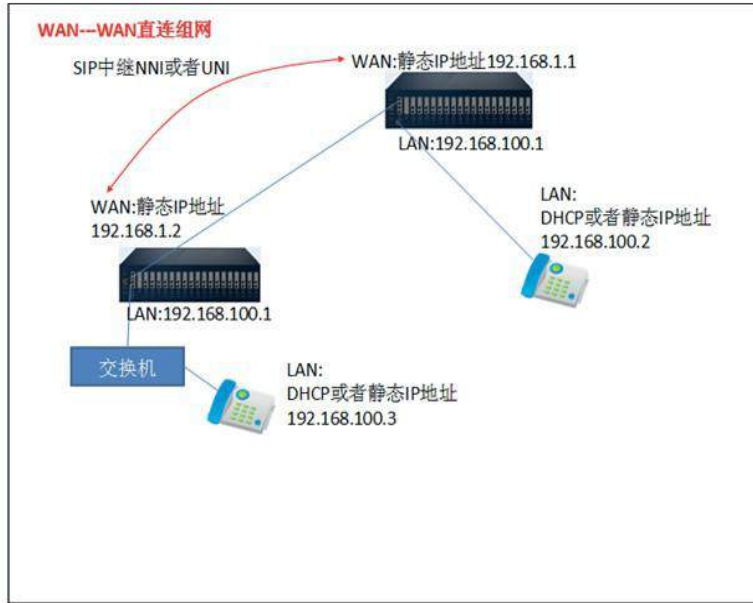 WAN---WAN直连组网
SIP中继NNI或者UNI
WAN:静态IP地址192.168.1.1
LAN:192.168.100.1
WAN:静态IP地址
192.168.1.2
LAN:
DHCP或者静态IP地址
192.168.100.2
LAN:192.168.100.1
交换机
LAN:
DHCP或者静态IP地址
192.168.100.3